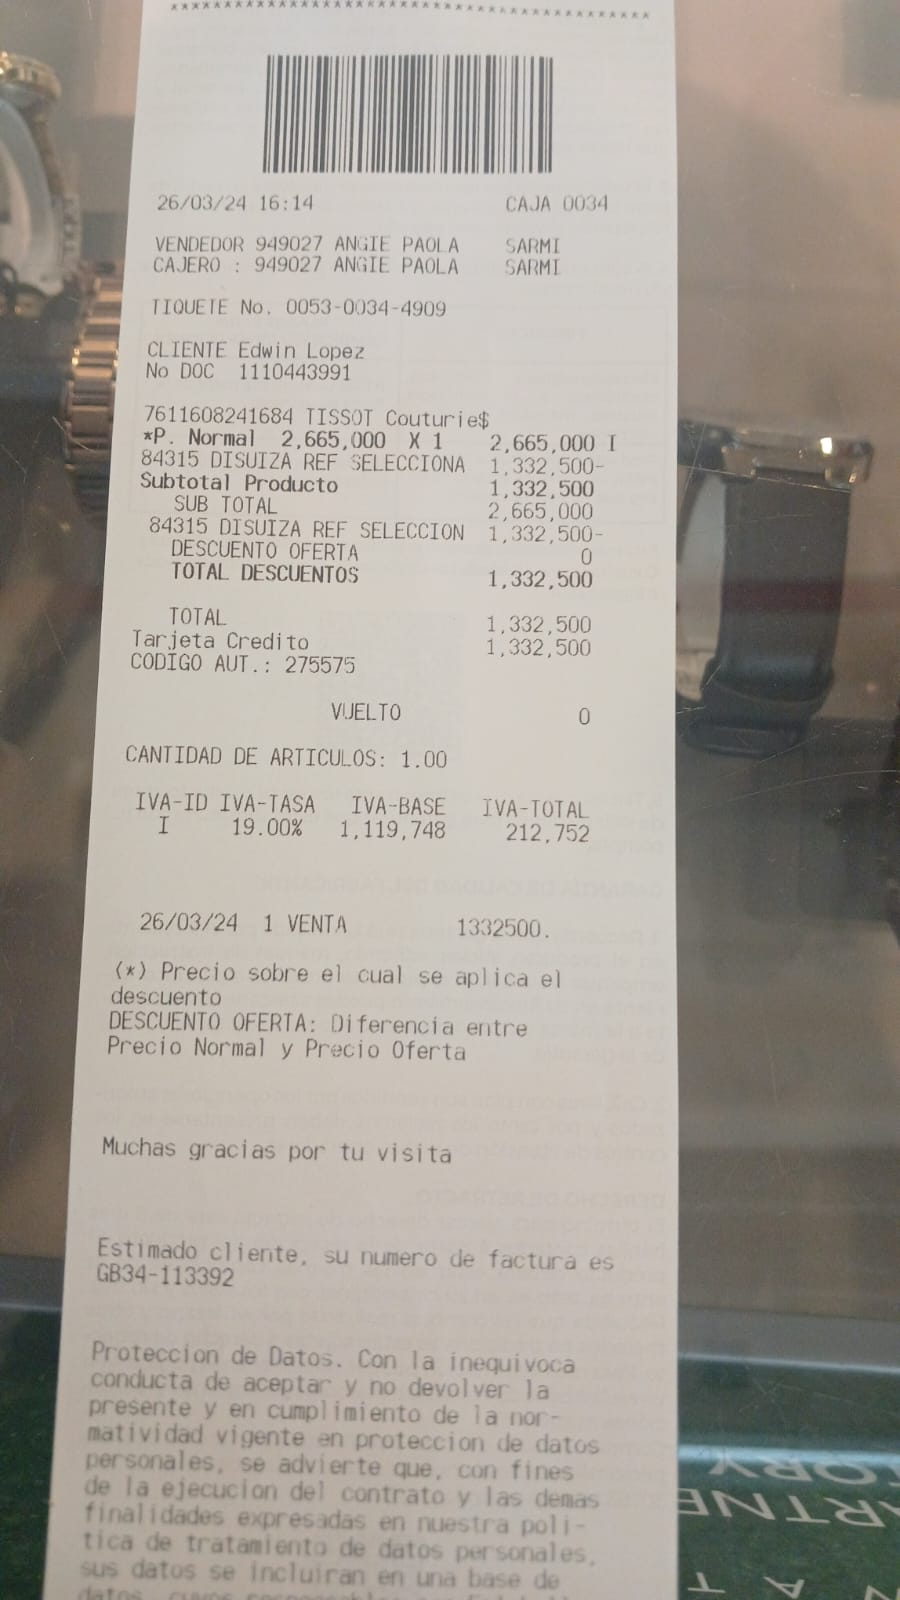 ******************************************
26/03/24 16:14 CAJA 0034
VENDEDOR 949027 ANGIE PAOLA SARMI
CAJERO : 949027 ANGIE PAOLA SARMI
TIQUETE No. 0053-0034-4909
CLIENTE Edwin Lopez
No DOC 1110443991
7611608241684 TISSOT Couturie$
*P. Normal 2,665,000 X 1 2,665,000 I
84315 DISUIZA REF SELECCIONA 1,332,500-
Subtotal Producto 1,332,500
SUB TOTAL 2,665,000
84315 DISUIZA REF SELECCION 1,332,500-
DESCUENTO OFERTA 0
TOTAL DESCUENTOS 1,332,500
TOTAL 1,332,500
Tarjeta Credito 1,332,500
CODIGO AUT.: 275575
VUELTO 0
CANTIDAD DE ARTICULOS: 1.00
IVA-ID IVA-TASA IVA-BASE IVA-TOTAL
I 19.00% 1,119,748 212,752
26/03/24 1 VENTA 1332500.
(*) Precio sobre el cual se aplica el
descuento
DESCUENTO OFERTA: Diferencia entre
Precio Normal y Precio Oferta
Muchas gracias por tu visita
Estimado cliente, su numero de factura es
GB34-113392
Proteccion de Datos. Con la inequivoca
conducta de aceptar y no devolver la
presente y en cumplimiento de la nor-
matividad vigente en proteccion de datos
personales, se advierte que, con fines
de la ejecucion del contrato y las demas
finalidades expresadas en nuestra poli-
tica de tratamiento de datos personales,
sus datos se incluiran en una base de